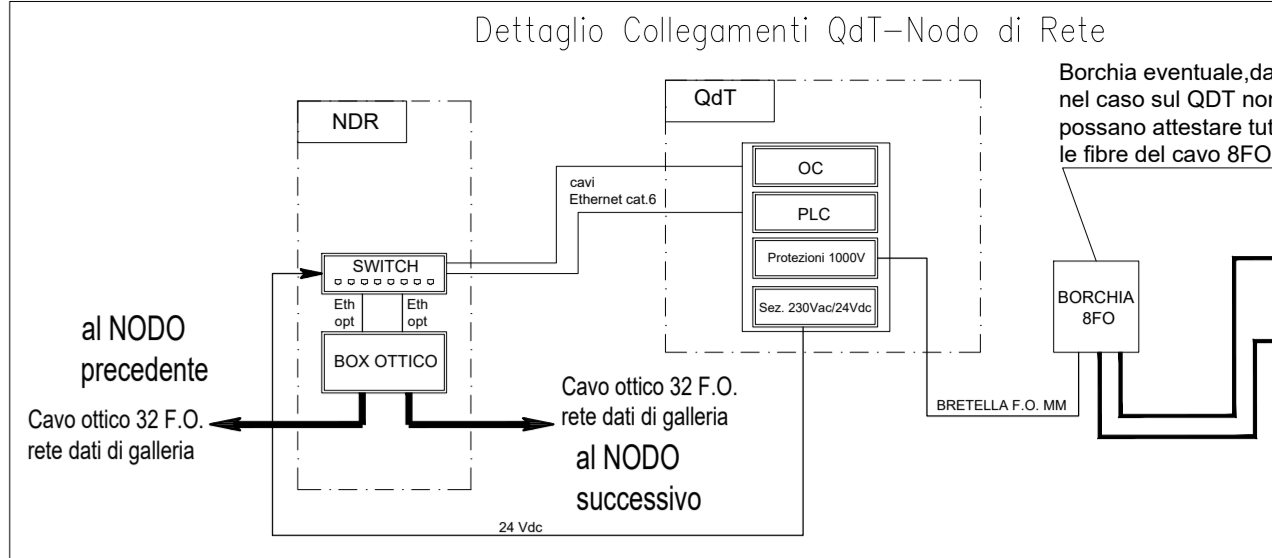 Dettaglio Collegamenti QdT-Nodo di Rete
Borchia eventuale,da
nel caso sul QDT
possano attestare
le fibre del cavo 8FO
NDR
QdT
OC
PLC
Protezioni 1000V
Sez. 230Vac/24Vdc
cavi
Ethernet cat.6
SWITCH
Eth
opt
Eth
opt
BOX OTTICO
al NODO
precedente
Cavo ottico 32 F.O.
rete dati di galleria
Cavo ottico 32 F.O.
rete dati di galleria
al NODO
successivo
24 Vdc
BRETELLA F.O. MM
BORCHIA
8FO